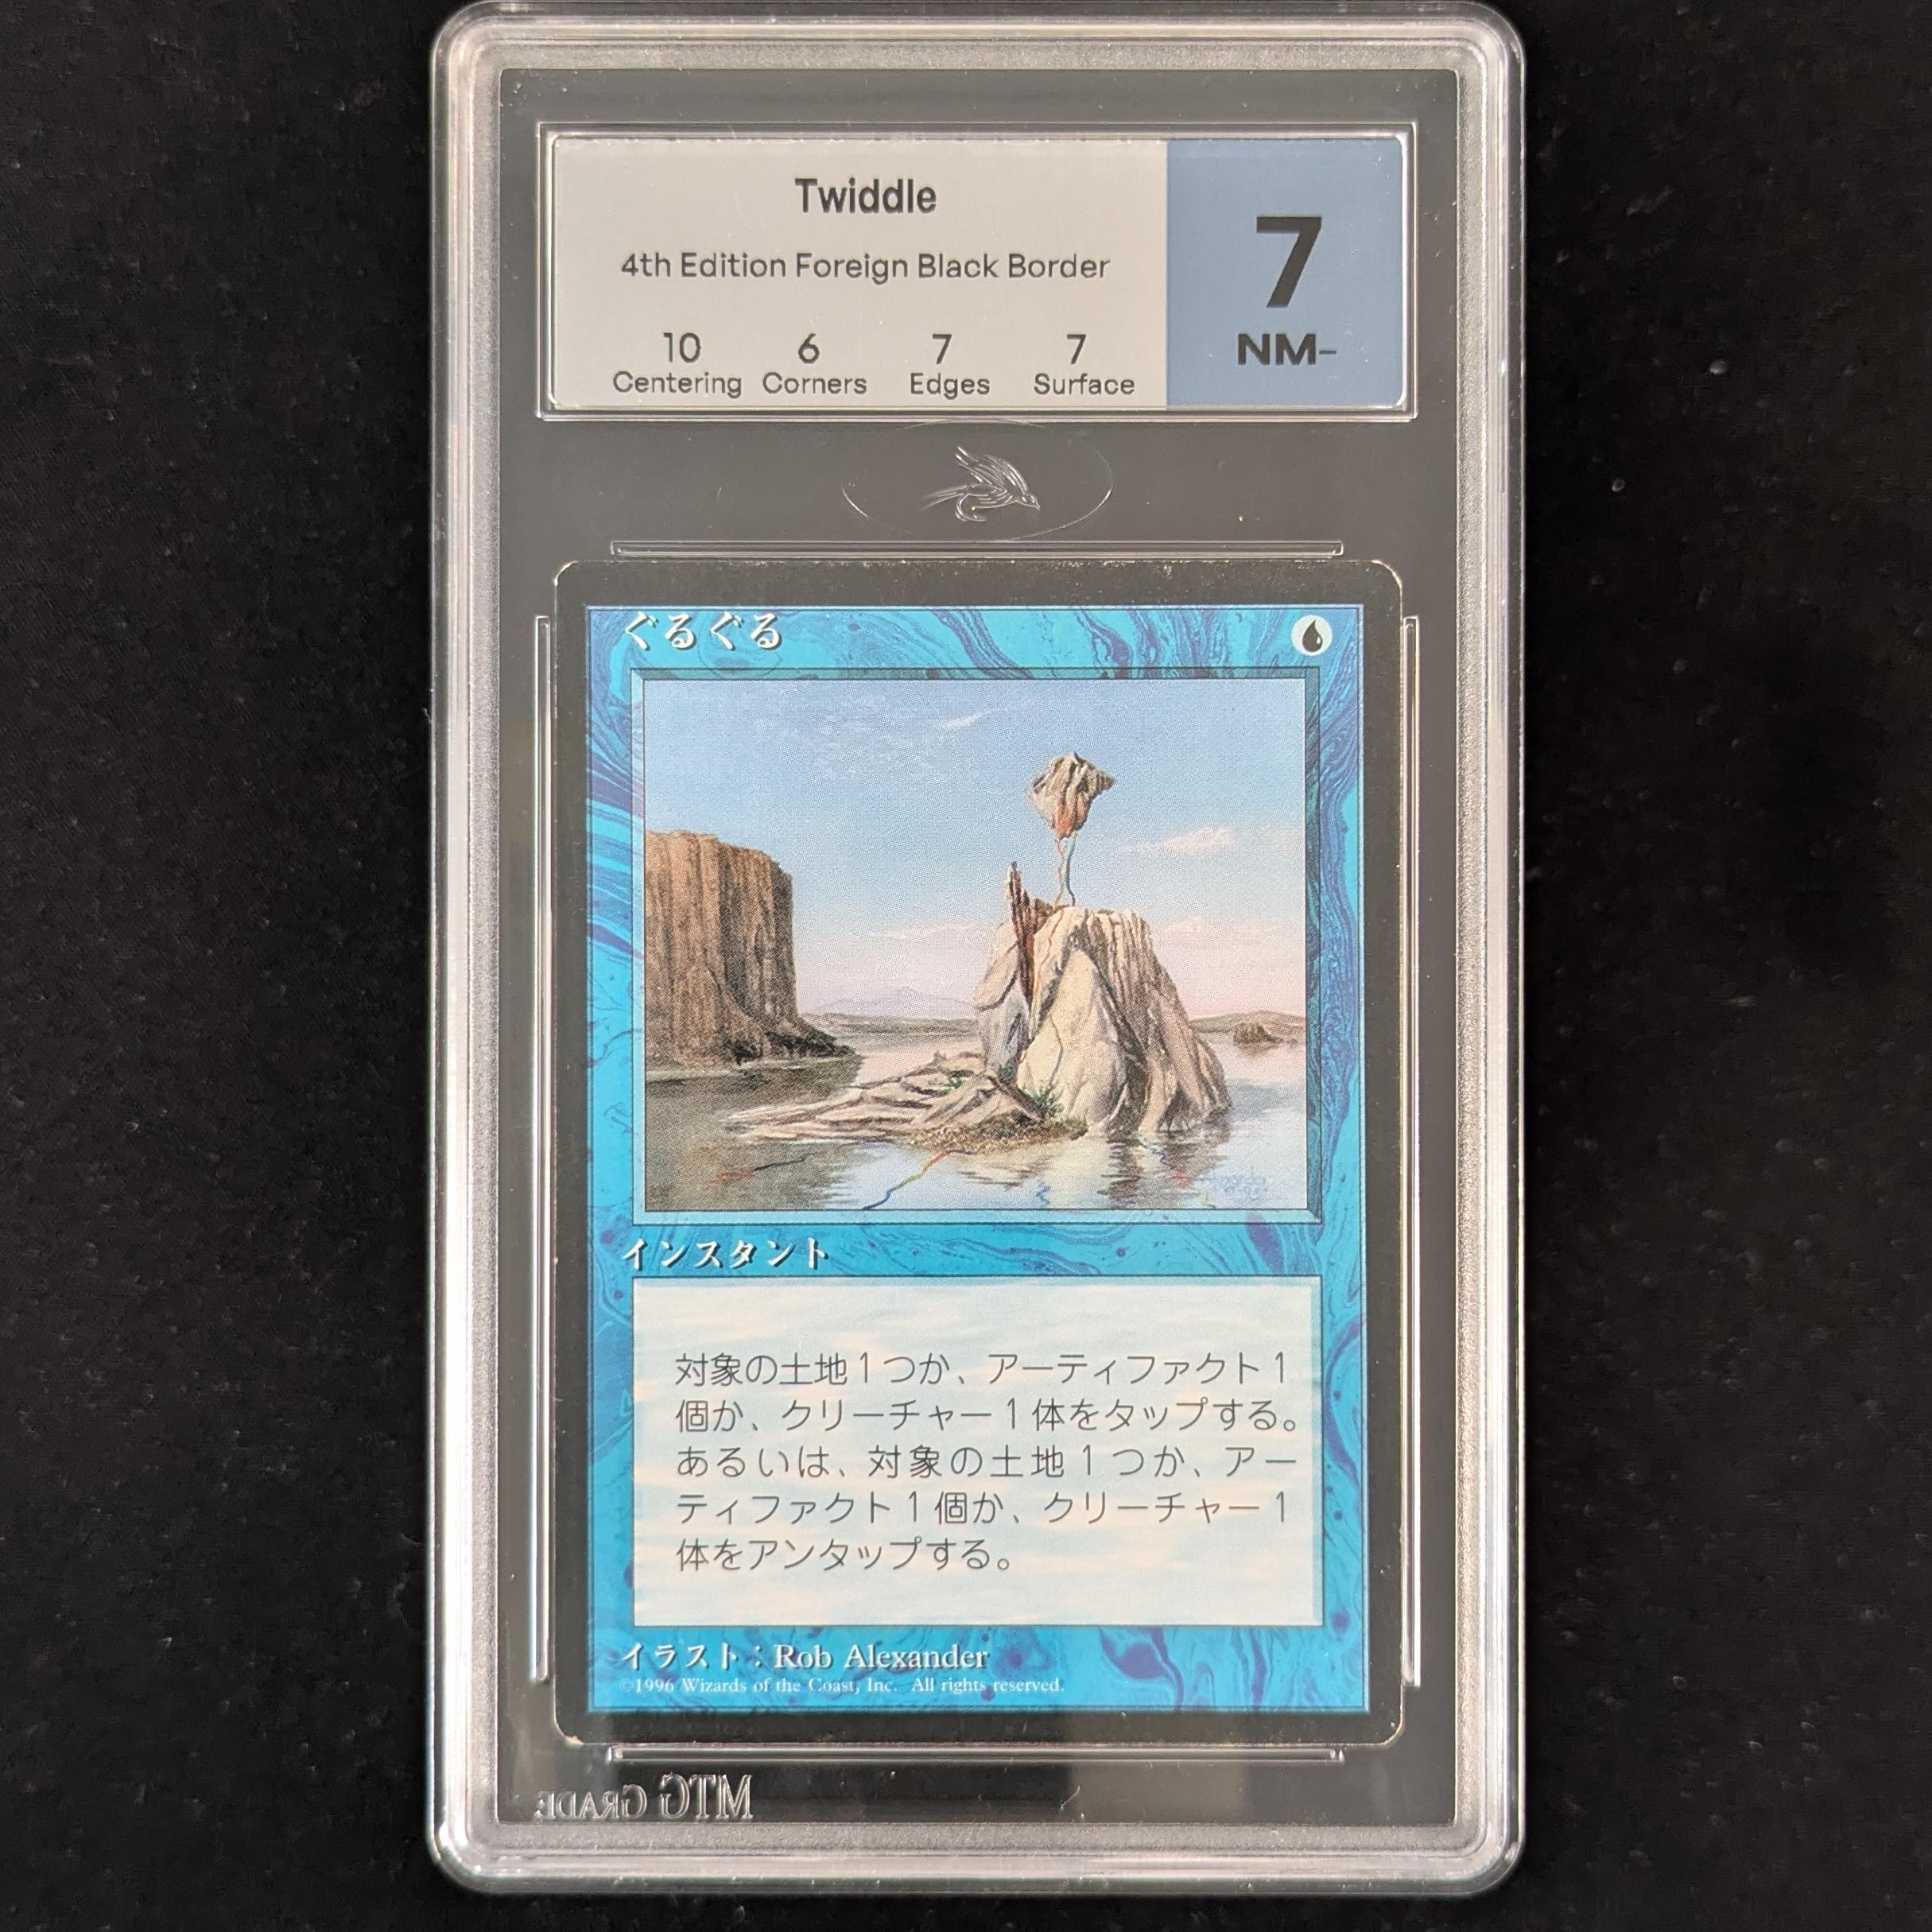 Twiddle
4th Edition Foreign Black Border
10 6 7 7
Centering Corners Edges Surface
7
NM-
ぐるぐる
インスタント
対象の土地1つか、アーティファクト1
個か、クリーチャー1体をタップする。
あるいは、対象の土地1つか、アー
ティファクト1個か、クリーチャー1
体をアンタップする。
イラスト:Rob Alexander
©1996 Wizards of the Coast, Inc. All rights reserved.
MTG GRADE